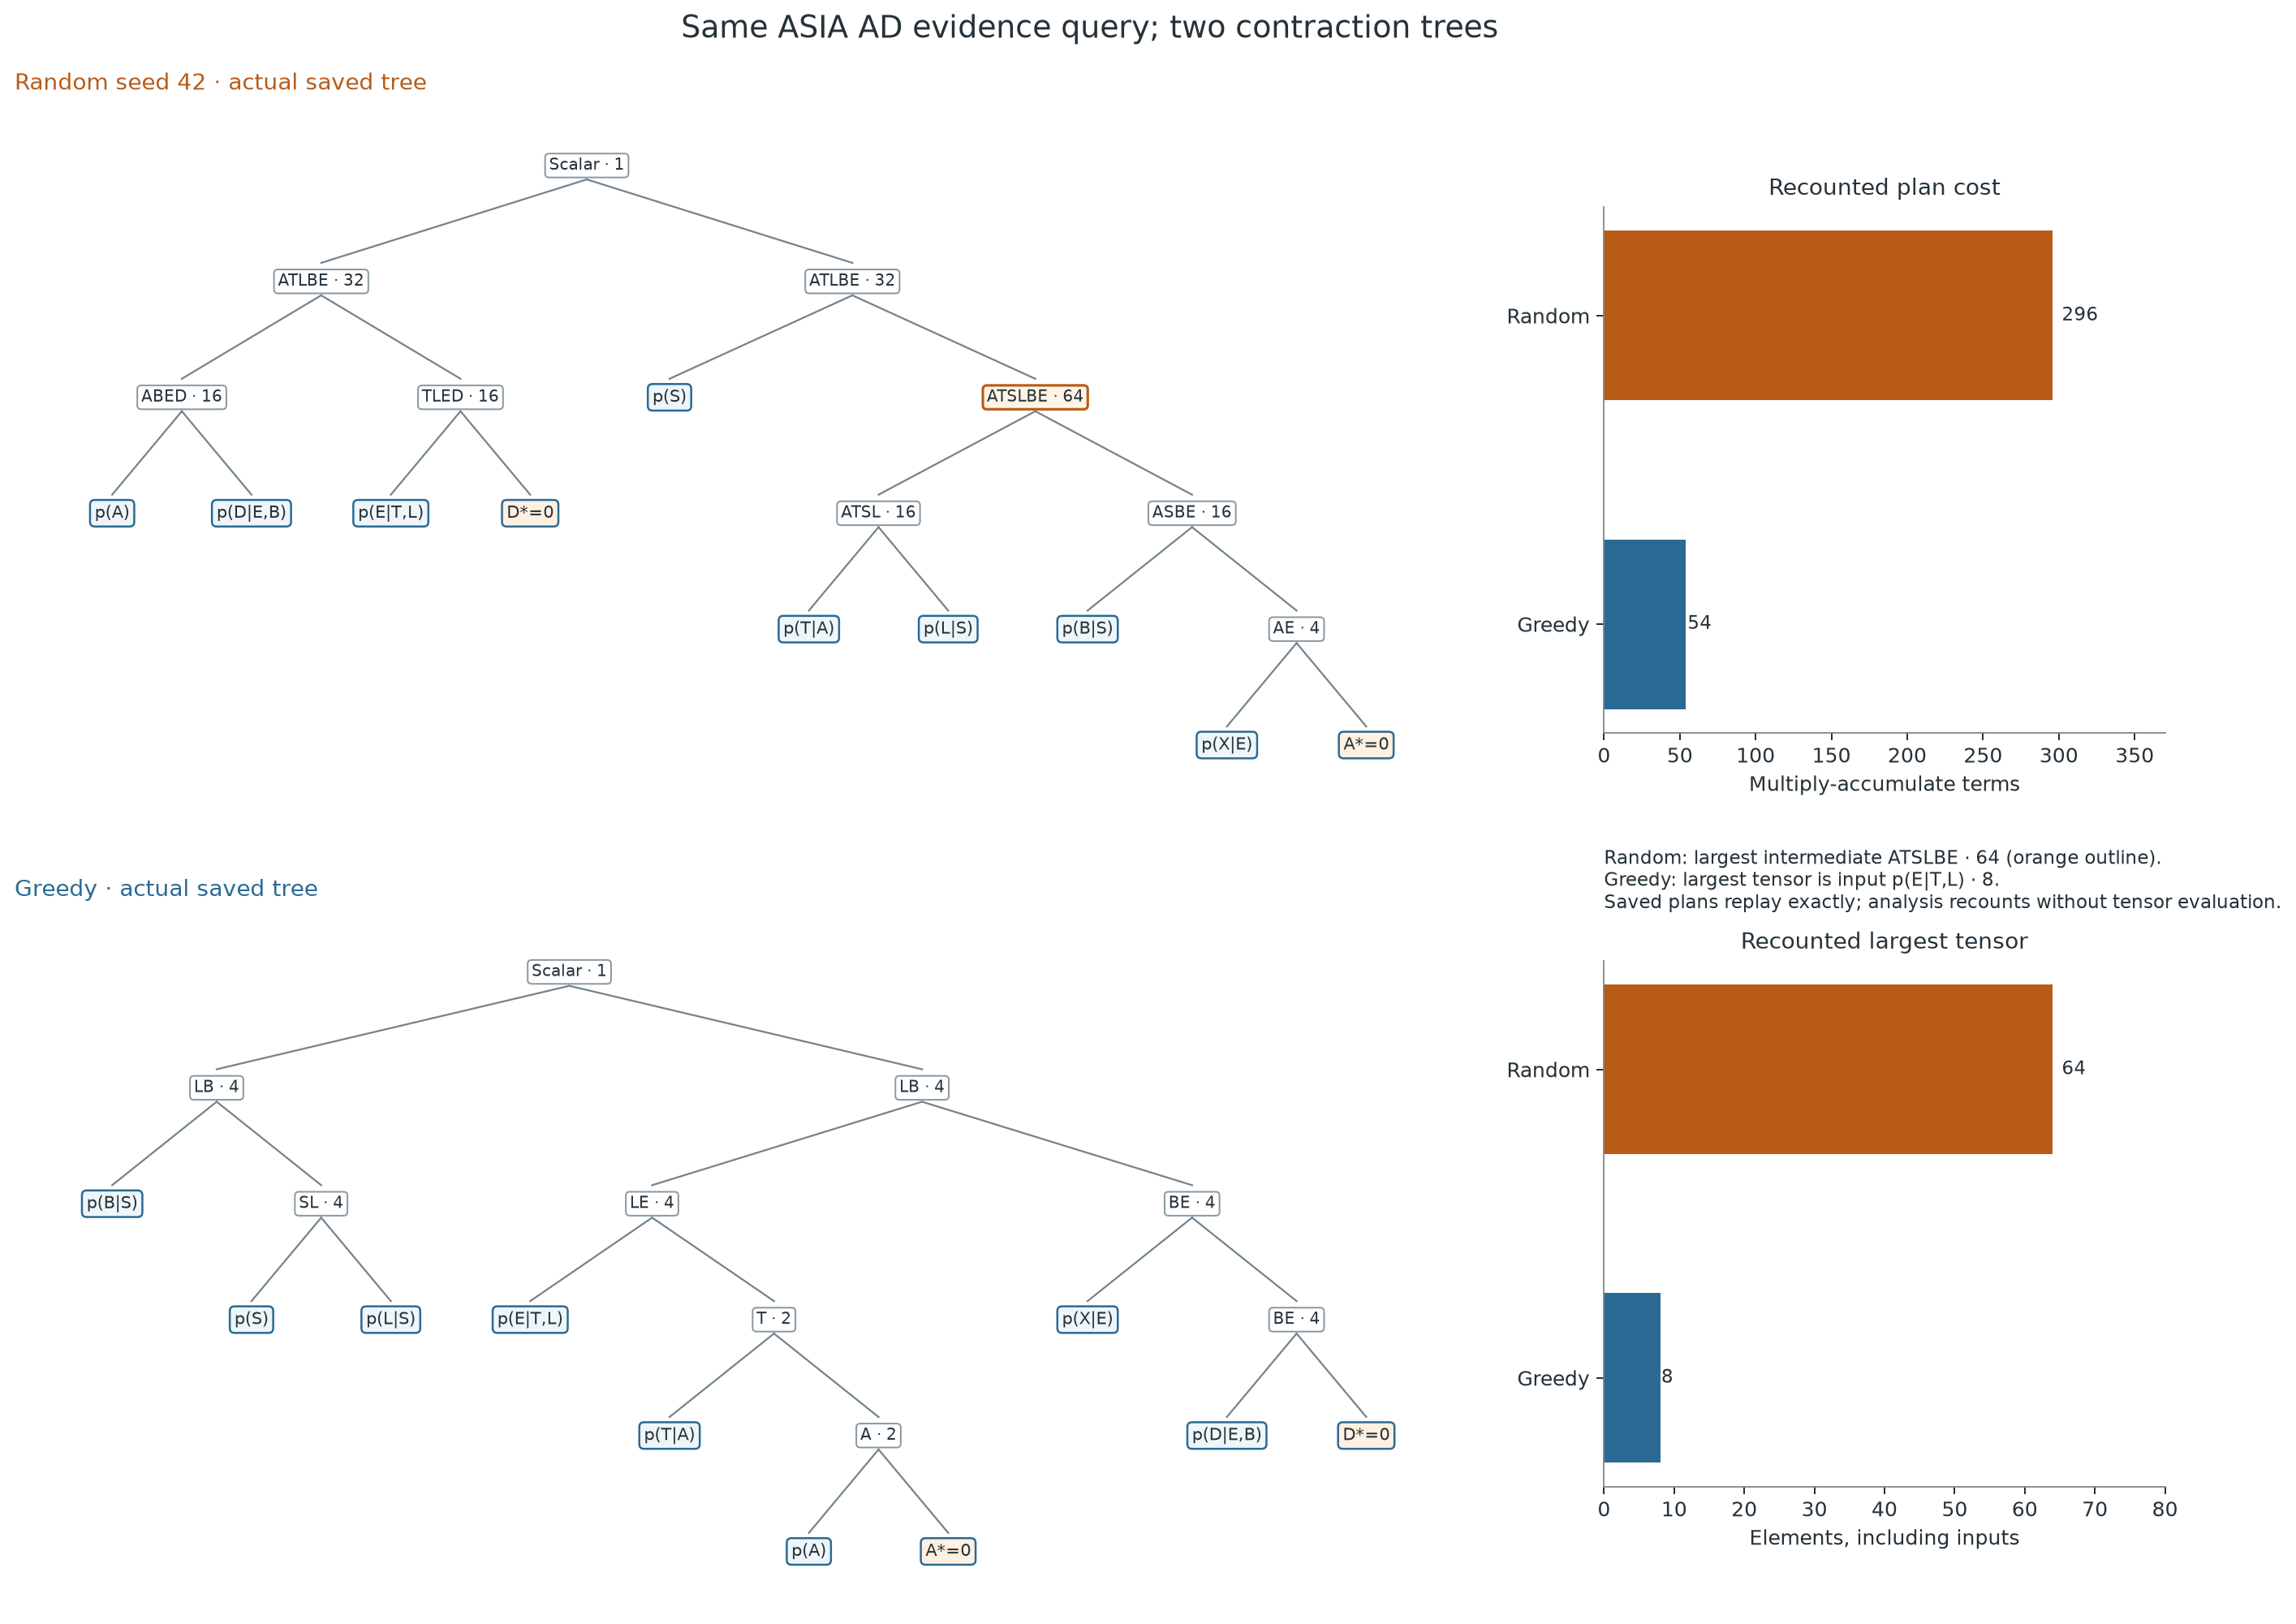 Same ASIA AD evidence query; two contraction trees
Random seed 42 · actual saved tree
Scalar · 1
ATLBE · 32
ATLBE · 32
ABED · 16
TLED · 16
p(S)
ATSLBE · 64
p(A)
p(D|E,B)
p(E|T,L)
D*=0
ATSL · 16
ASBE · 16
p(T|A)
p(L|S)
p(B|S)
AE · 4
p(X|E)
A*=0
Recounted plan cost
Random
296
Greedy
54
0 50 100 150 200 250 300 350
Multiply-accumulate terms
Random: largest intermediate ATSLBE · 64 (orange outline).
Greedy: largest tensor is input p(E|T,L) · 8.
Saved plans replay exactly; analysis recounts without tensor evaluation.
Greedy · actual saved tree
Scalar · 1
LB · 4
LB · 4
p(B|S)
SL · 4
LE · 4
BE · 4
p(S)
p(L|S)
p(E|T,L)
T · 2
p(X|E)
BE · 4
p(T|A)
A · 2
p(D|E,B)
D*=0
p(A)
A*=0
Recounted largest tensor
Random
64
Greedy
8
0 10 20 30 40 50 60 70 80
Elements, including inputs